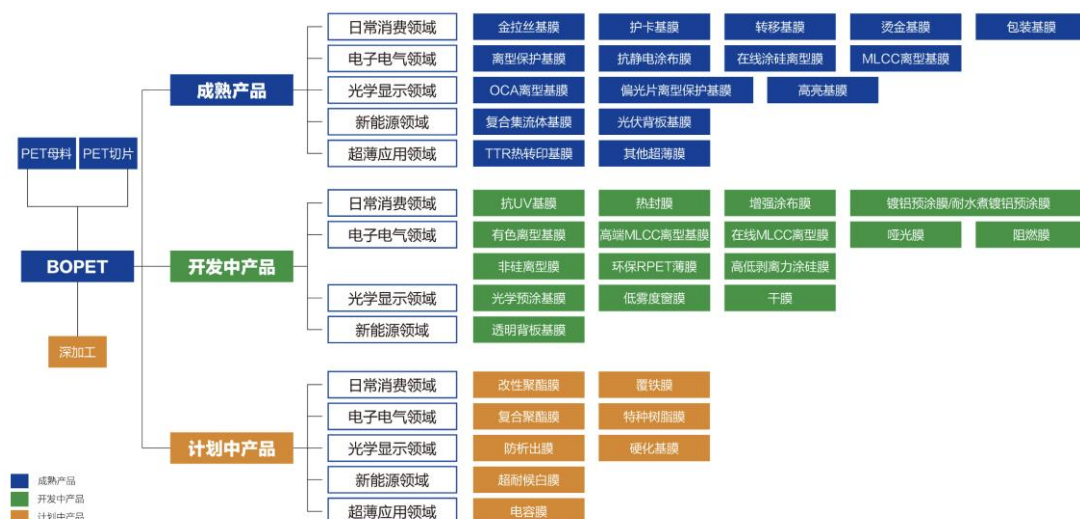 日常消费领域 金拉丝基膜 护卡基膜 转移基膜 烫金基膜 包装基膜
电子电气领域 离型保护基膜 抗静电涂布膜 在线涂硅离型膜 MLCC离型基膜
成熟产品
光学显示领域 OCA离型基膜 偏光片离型保护基膜 高亮基膜
新能源领域 复合集流体基膜 光伏背板基膜
超薄应用领域 TTR热转印基膜 其他超薄膜
PET母料 PET切片
日常消费领域 抗UV基膜 热封膜 增强涂布膜 镀铝预涂膜/耐水煮镀铝预涂膜
电子电气领域 有色离型基膜 高端MLCC离型基膜 在线MLCC离型膜 哑光膜 阻燃膜
BOPET
开发中产品
非硅离型膜 环保RPET薄膜 高低剥离力涂硅膜
光学显示领域 光学预涂基膜 低雾度窗膜 干膜
新能源领域 透明背板基膜
深加工
日常消费领域 改性聚酯膜 覆铁膜
电子电气领域 复合聚酯膜 特种树脂膜
计划中产品
光学显示领域 防析出膜 硬化基膜
新能源领域 超耐候白膜
超薄应用领域 电容膜
成熟产品
开发中产品
计划中产品